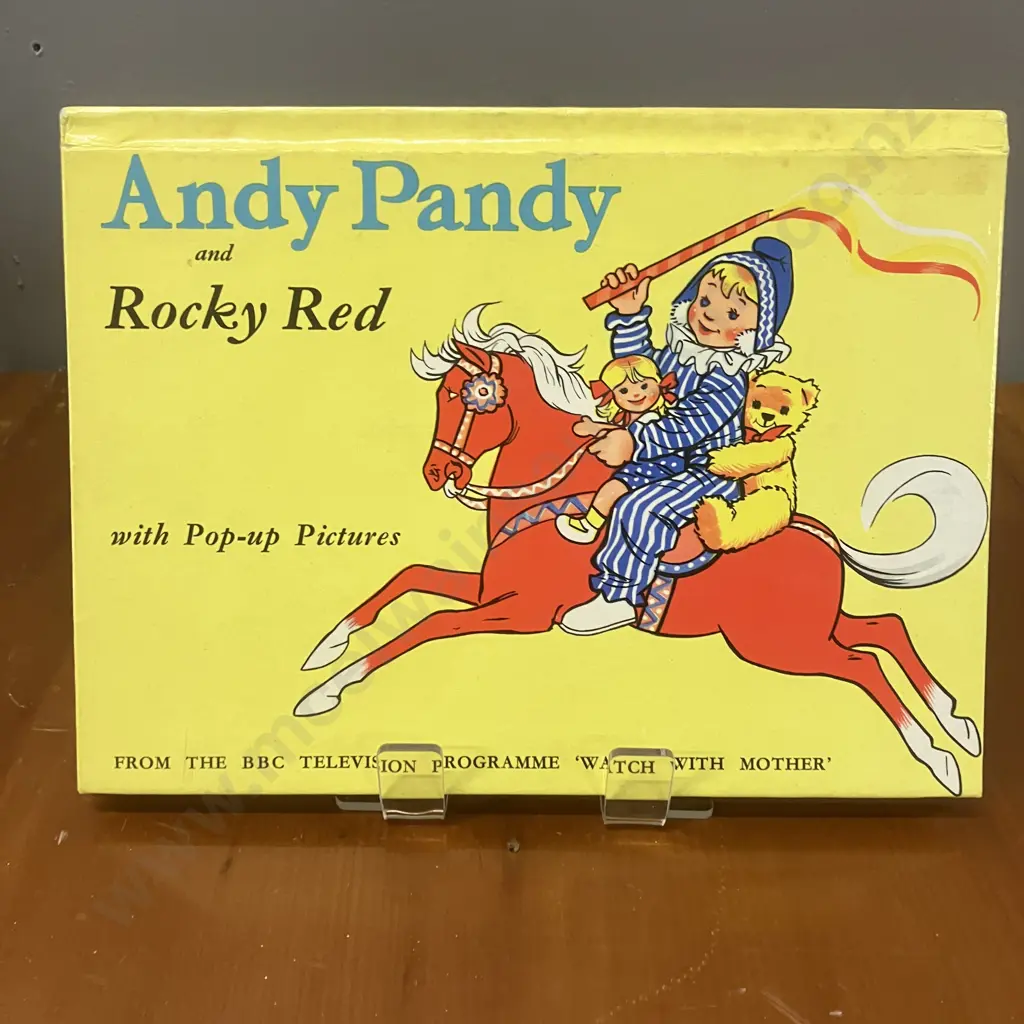 Andy Pandy
and
Rocky Red
with Pop-up Pictures
FROM THE BBC TELEVISION PROGRAMME 'WATCH WITH MOTHER'